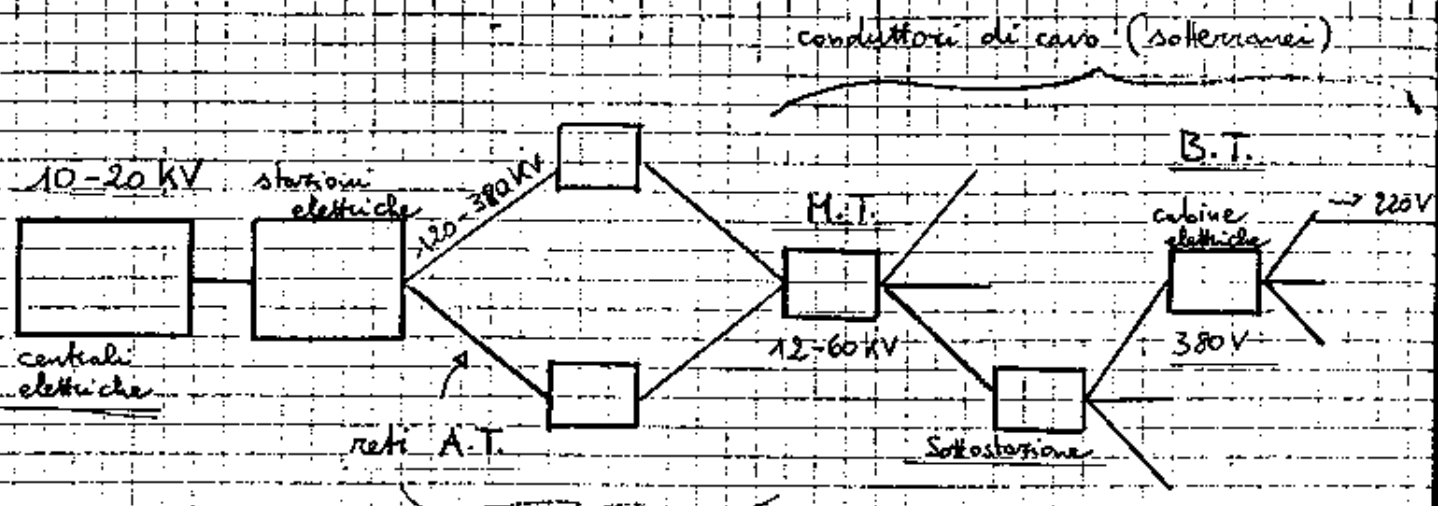 conduttori di cavo (sotterranei)
B.T.
10-20 KV
stazioni
elettriche
120-380 KV
M.T.
cabine
elettriche
→ 220V
12-60 KV
380 V
centrali
elettriche
reti A.T.
Sottostazione